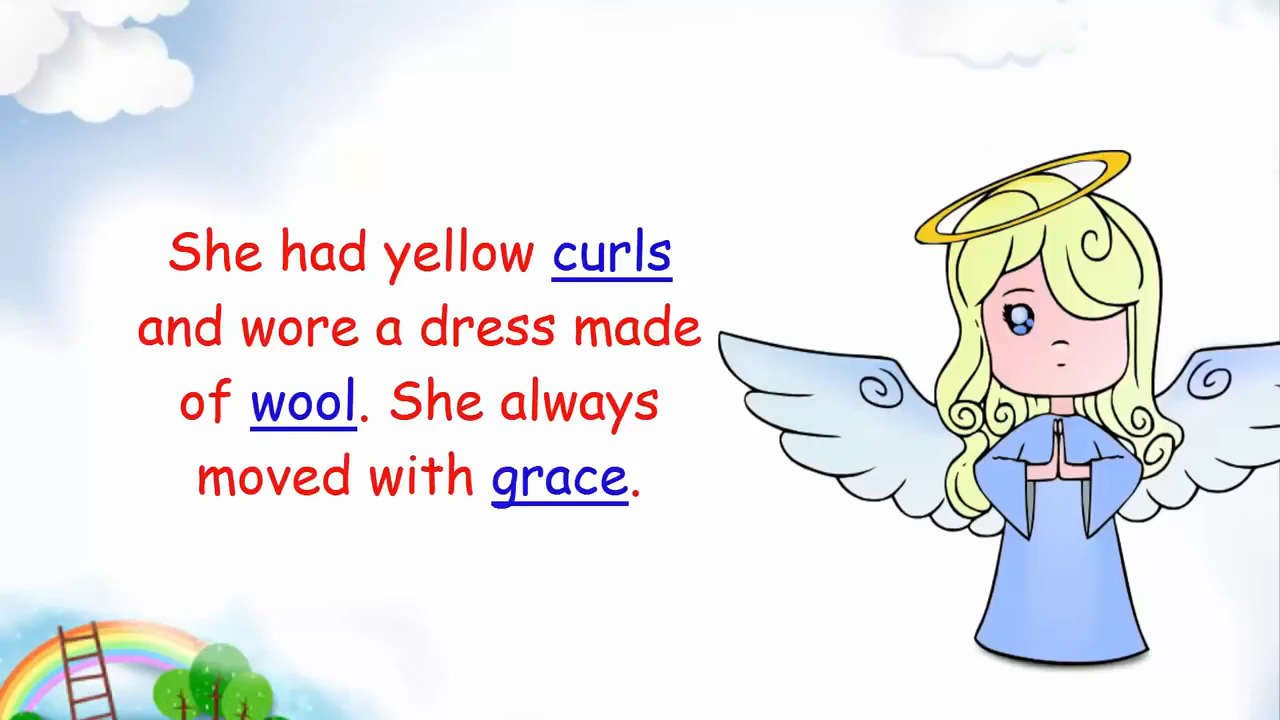 She had yellow curls
and wore a dress made
of wool. She always
moved with grace.